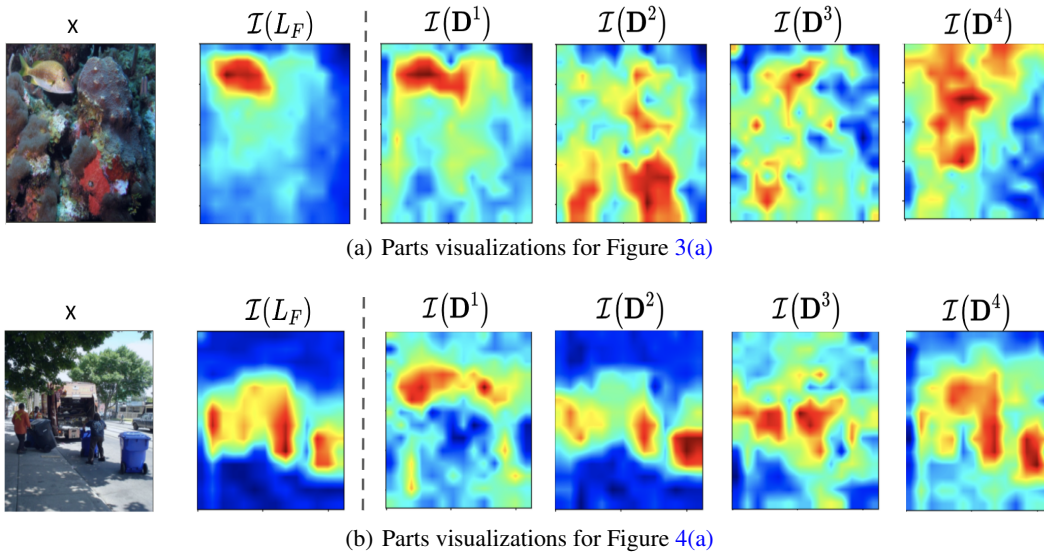 x I(L_F) I(D^1) I(D^2) I(D^3) I(D^4)
(a) Parts visualizations for Figure 3(a)
x I(L_F) I(D^1) I(D^2) I(D^3) I(D^4)
(b) Parts visualizations for Figure 4(a)